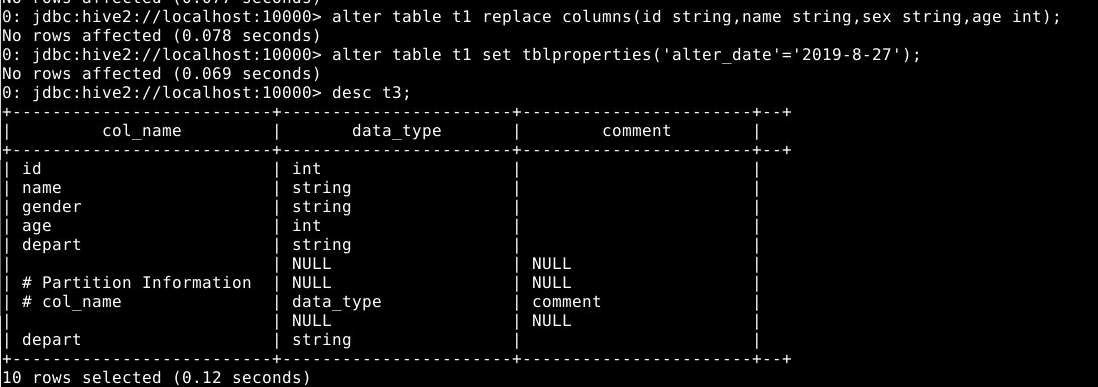 No rows affected (0.077 seconds)
0: jdbc:hive2://localhost:10000> alter table t1 replace columns(id string,name string,sex string,age int);
No rows affected (0.078 seconds)
0: jdbc:hive2://localhost:10000> alter table t1 set tblproperties('alter_date'='2019-8-27');
No rows affected (0.069 seconds)
0: jdbc:hive2://localhost:10000> desc t3;
+--------------------------+-----------------------+-----------------------+--+
|         col_name         |       data_type       |        comment        |
+--------------------------+-----------------------+-----------------------+--+
| id                       | int                   |                       |
| name                     | string                |                       |
| gender                   | string                |                       |
| age                      | int                   |                       |
| depart                   | string                |                       |
|                          | NULL                  | NULL                  |
| # Partition Information  | NULL                  | NULL                  |
| # col_name               | data_type             | comment               |
|                          | NULL                  | NULL                  |
| depart                   | string                |                       |
+--------------------------+-----------------------+-----------------------+--+
10 rows selected (0.12 seconds)